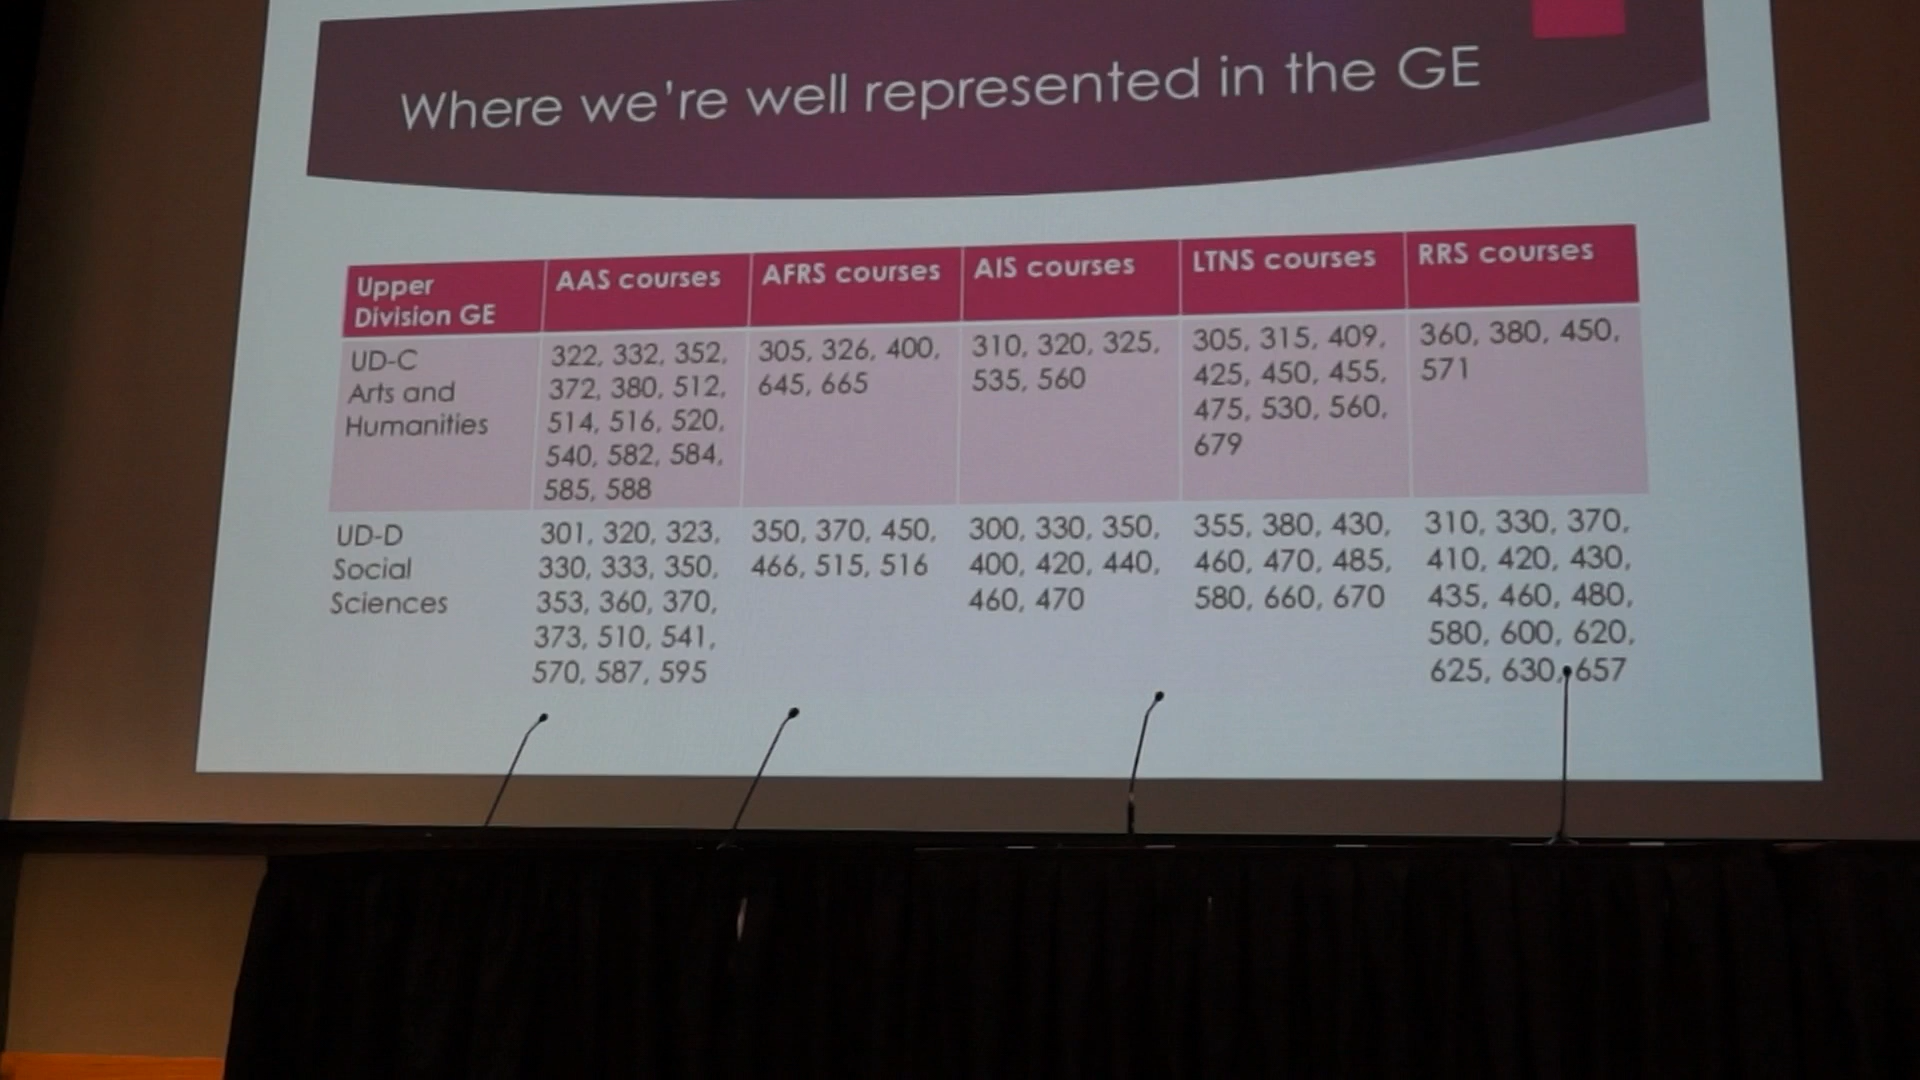 Where we're well represented in the GE
Upper
Division GE
AAS courses
AFRS courses
AIS courses
LTNS courses
RRS courses
UD-C
Arts and
Humanities
322, 332, 352,
372, 380, 512,
514, 516, 520,
540, 582, 584,
585, 588
305, 326, 400,
645, 665
310, 320, 325,
535, 560
305, 315, 409,
425, 450, 455,
475, 530, 560,
679
360, 380, 450,
571
UD-D
Social
Sciences
301, 320, 323,
330, 333, 350,
353, 360, 370,
373, 510, 541,
570, 587, 595
350, 370, 450,
466, 515, 516
300, 330, 350,
400, 420, 440,
460, 470
355, 380, 430,
460, 470, 485,
580, 660, 670
310, 330, 370,
410, 420, 430,
435, 460, 480,
580, 600, 620,
625, 630, 657